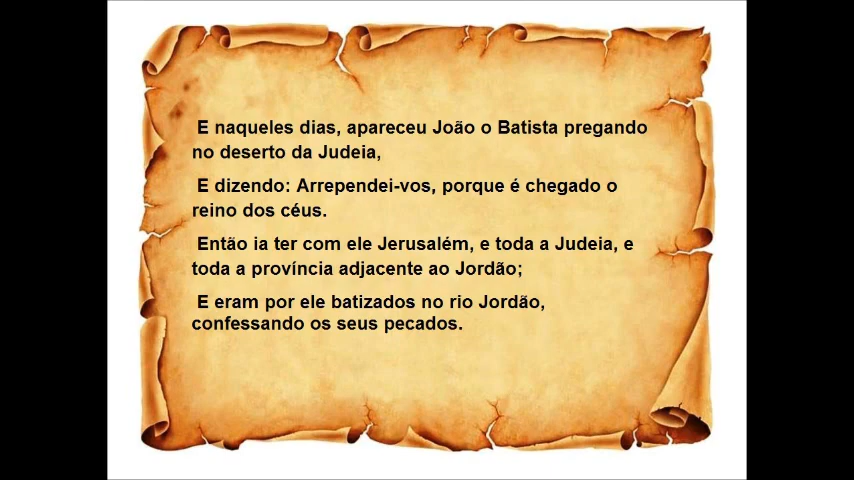 E naqueles dias, apareceu João o Batista pregando
no deserto da Judeia,
E dizendo: Arrependei-vos, porque é chegado o
reino dos céus.
Então ia ter com ele Jerusalém, e toda a Judeia, e
toda a província adjacente ao Jordão;
E eram por ele batizados no rio Jordão,
confessando os seus pecados.